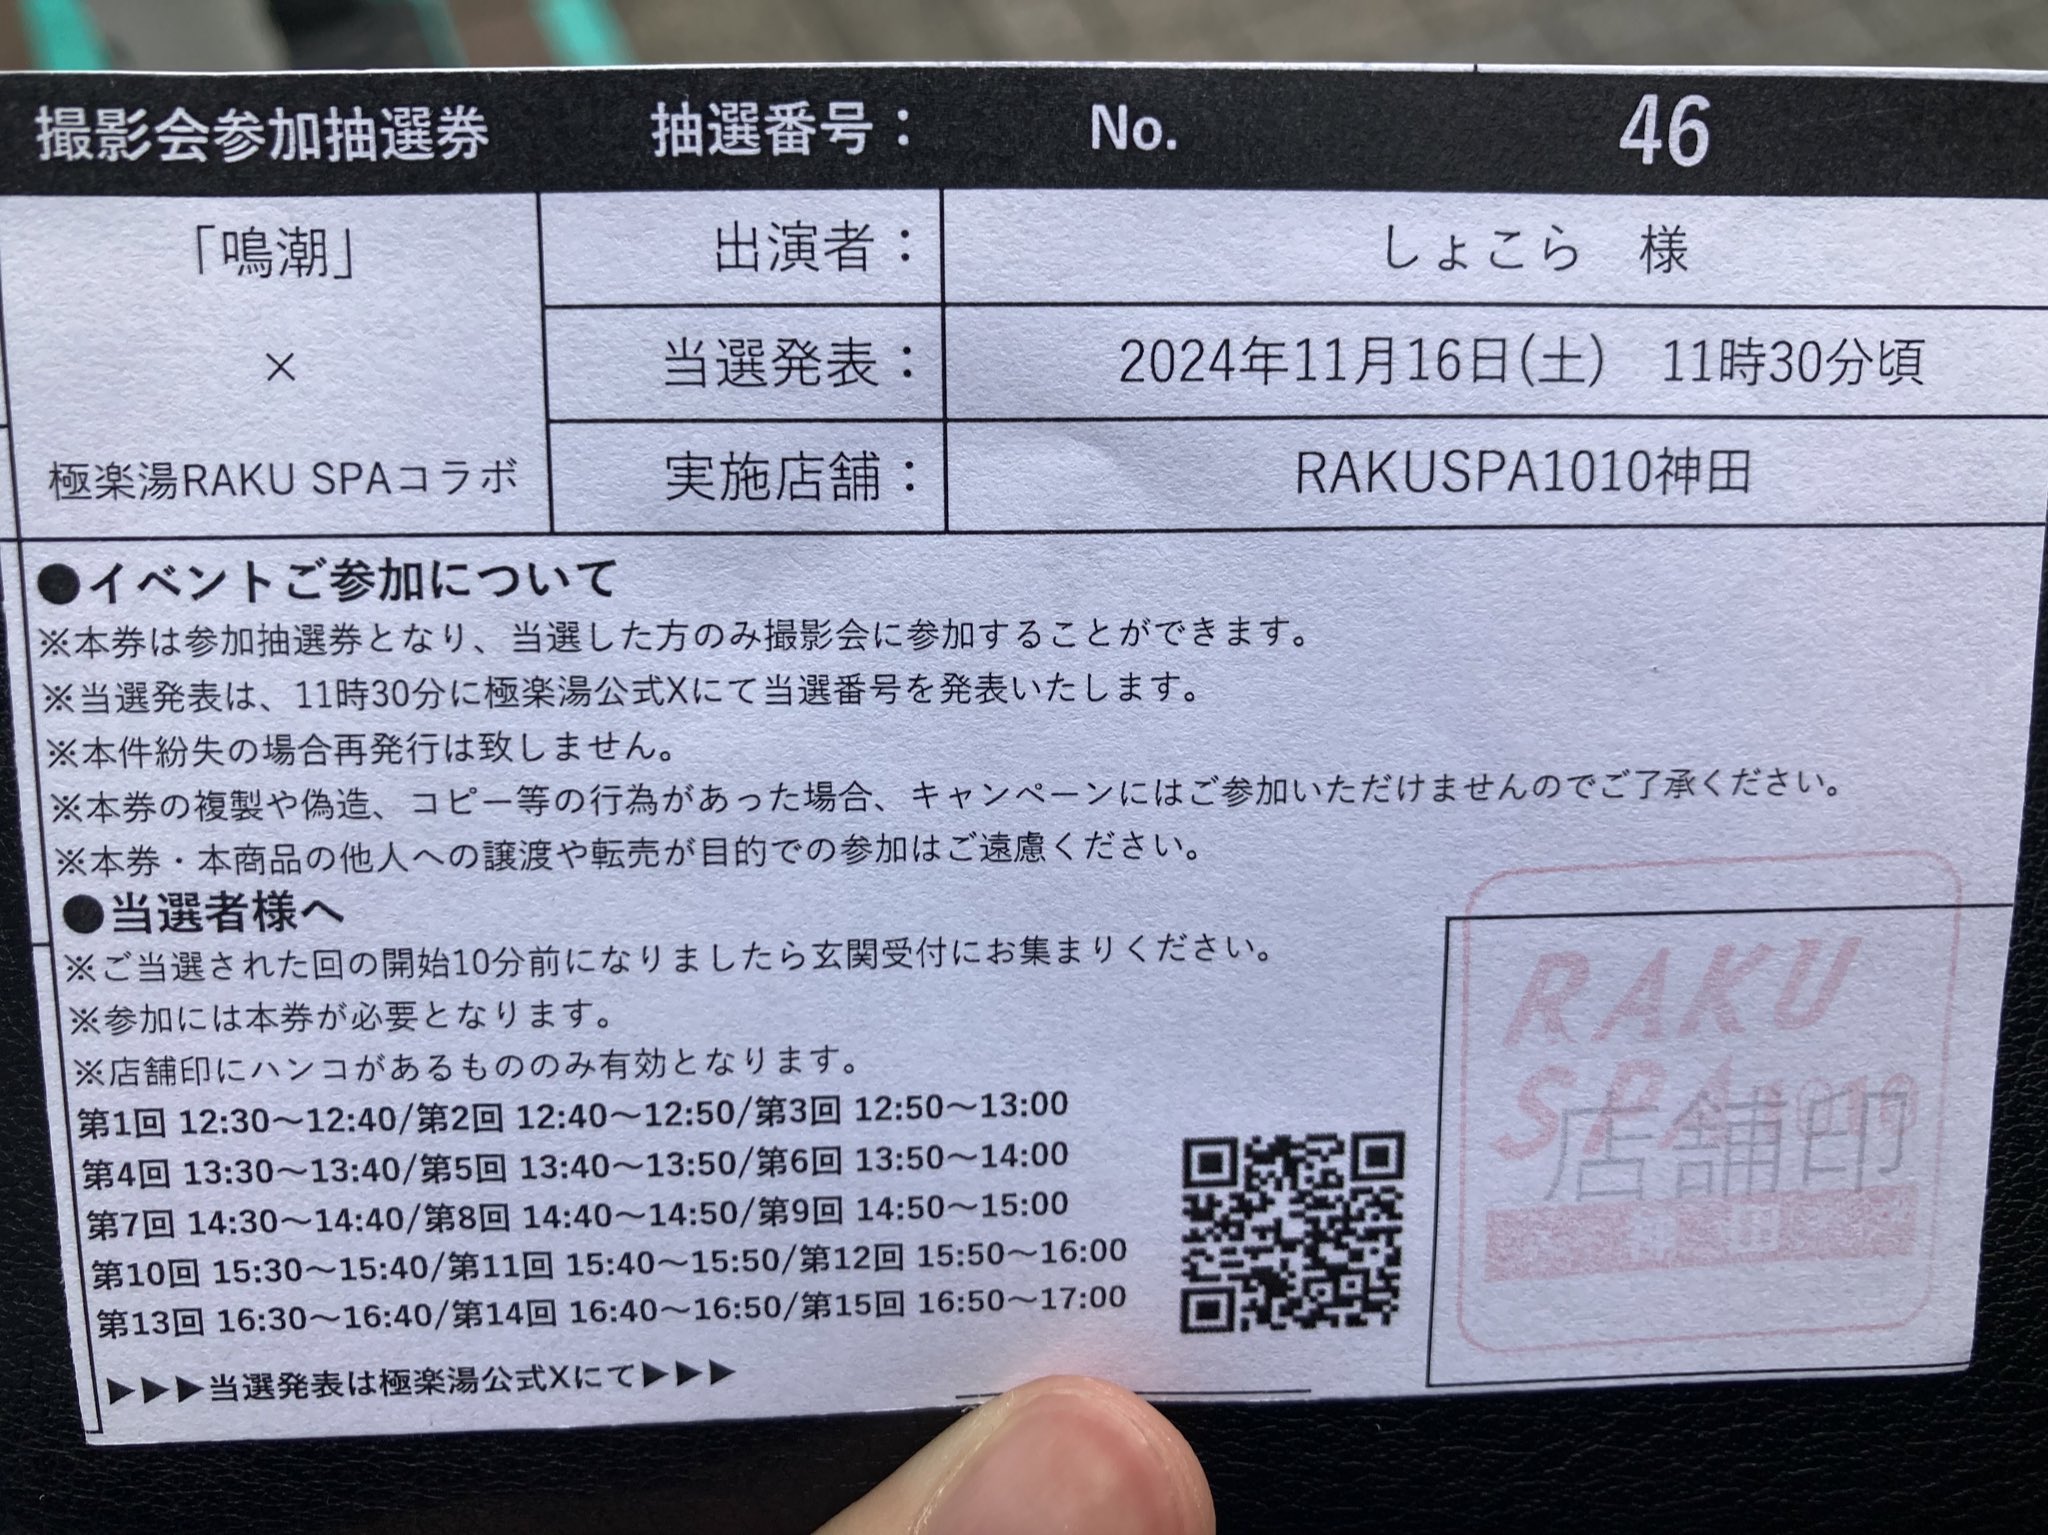 撮影会参加抽選券 抽選番号： No. 46
「鳴潮」
×
極楽湯RAKU SPAコラボ
出演者： しょこら 様
当選発表： 2024年11月16日(土) 11時30分頃
実施店舗： RAKUSPA1010神田
●イベントご参加について
※本券は参加抽選券となり、当選した方のみ撮影会に参加することができます。
※当選発表は、11時30分に極楽湯公式Xにて当選番号を発表いたします。
※本件紛失の場合再発行は致しません。
※本券の複製や偽造、コピー等の行為があった場合、キャンペーンにはご参加いただけませんのでご了承ください。
※本券・本商品の他人への譲渡や転売が目的での参加はご遠慮ください。
●当選者様へ
※ご当選された回の開始10分前になりましたら玄関受付にお集まりください。
※参加には本券が必要となります。
※店舗印にハンコがあるもののみ有効となります。
第1回 12:30～12:40/第2回 12:40～12:50/第3回 12:50～13:00
第4回 13:30～13:40/第5回 13:40～13:50/第6回 13:50～14:00
第7回 14:30～14:40/第8回 14:40～14:50/第9回 14:50～15:00
第10回 15:30～15:40/第11回 15:40～15:50/第12回 15:50～16:00
第13回 16:30～16:40/第14回 16:40～16:50/第15回 16:50～17:00
▶▶▶当選発表は極楽湯公式Xにて▶▶▶
RAKU
SPA 1010
店舗印
神田